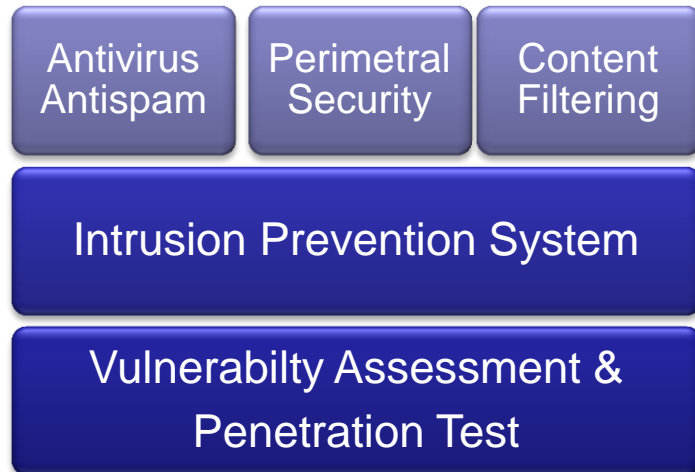 Antivirus
Antispam
Perimetral
Security
Content
Filtering
Intrusion Prevention System
Vulnerabilty Assessment &
Penetration Test